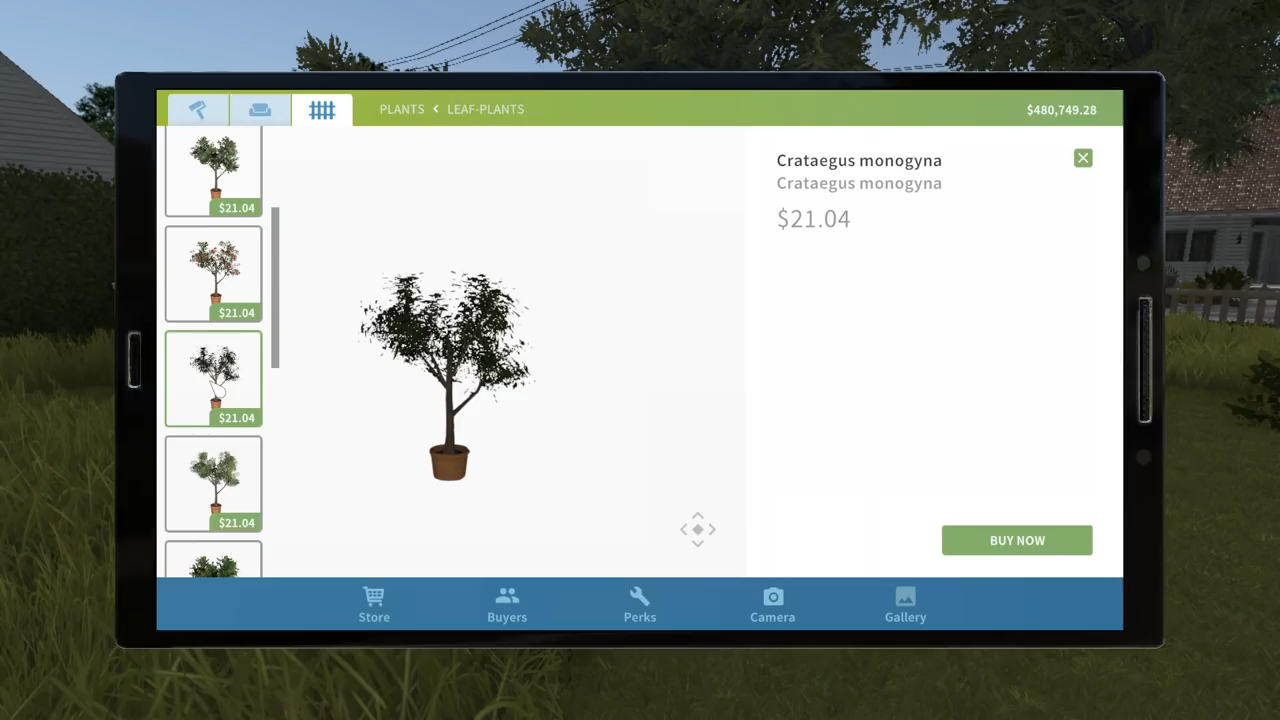 PLANTS < LEAF-PLANTS
$480,749.28
$21.04
$21.04
$21.04
$21.04
Crataegus monogyna
Crataegus monogyna
$21.04
BUY NOW
Store
Buyers
Perks
Camera
Gallery